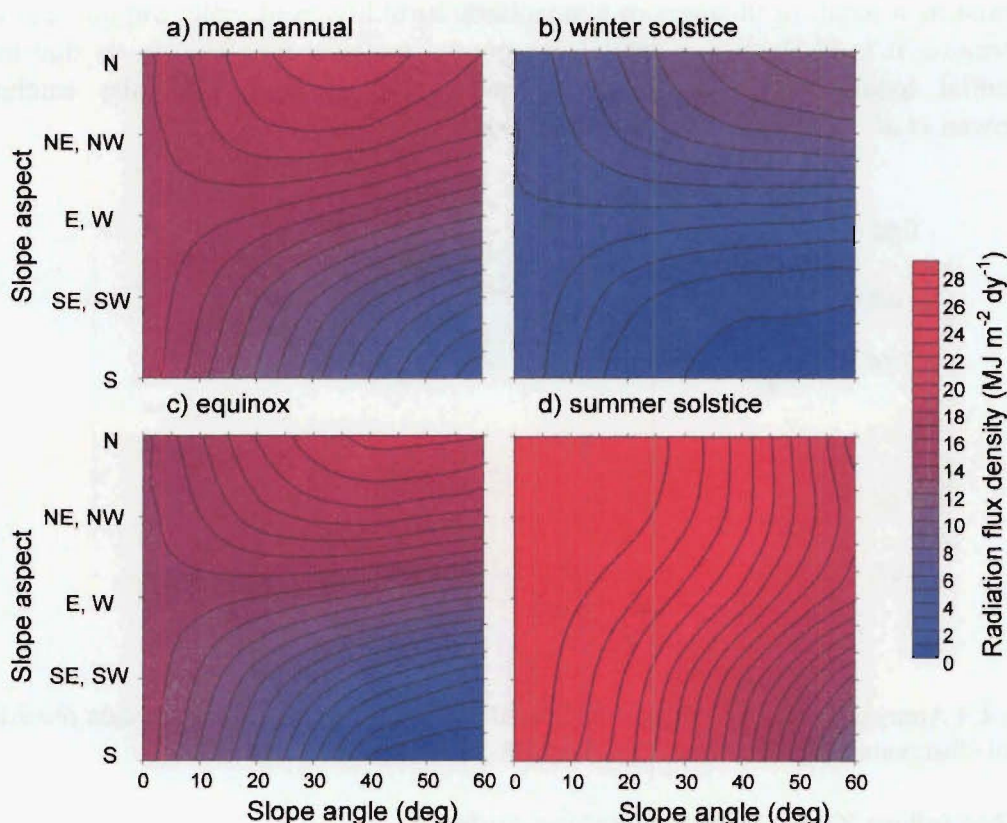 a) mean annual
b) winter solstice
N
NE, NW
E, W
SE, SW
S
Slope aspect
c) equinox
d) summer solstice
N
NE, NW
E, W
SE, SW
S
Slope aspect
0 10 20 30 40 50 60
0 10 20 30 40 50 60
Slope angle (deg)
Slope angle (deg)
28
26
24
22
20
18
16
14
12
10
8
6
4
2
0
Radiation flux density (MJ m⁻² dy⁻¹)